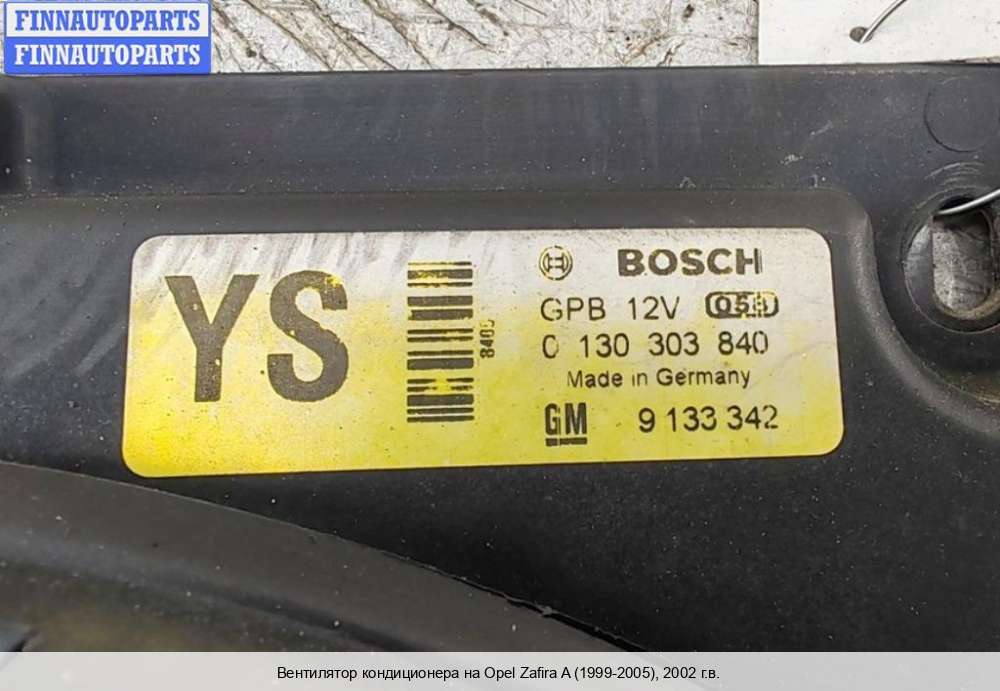 FINNAUTOPARTS
FINNAUTOPARTS
YS
BOSCH
GPB 12V
0 130 303 840
Made in Germany
GM 9 133 342
Вентилятор кондиционера на Opel Zafira A (1999-2005), 2002 г.в.